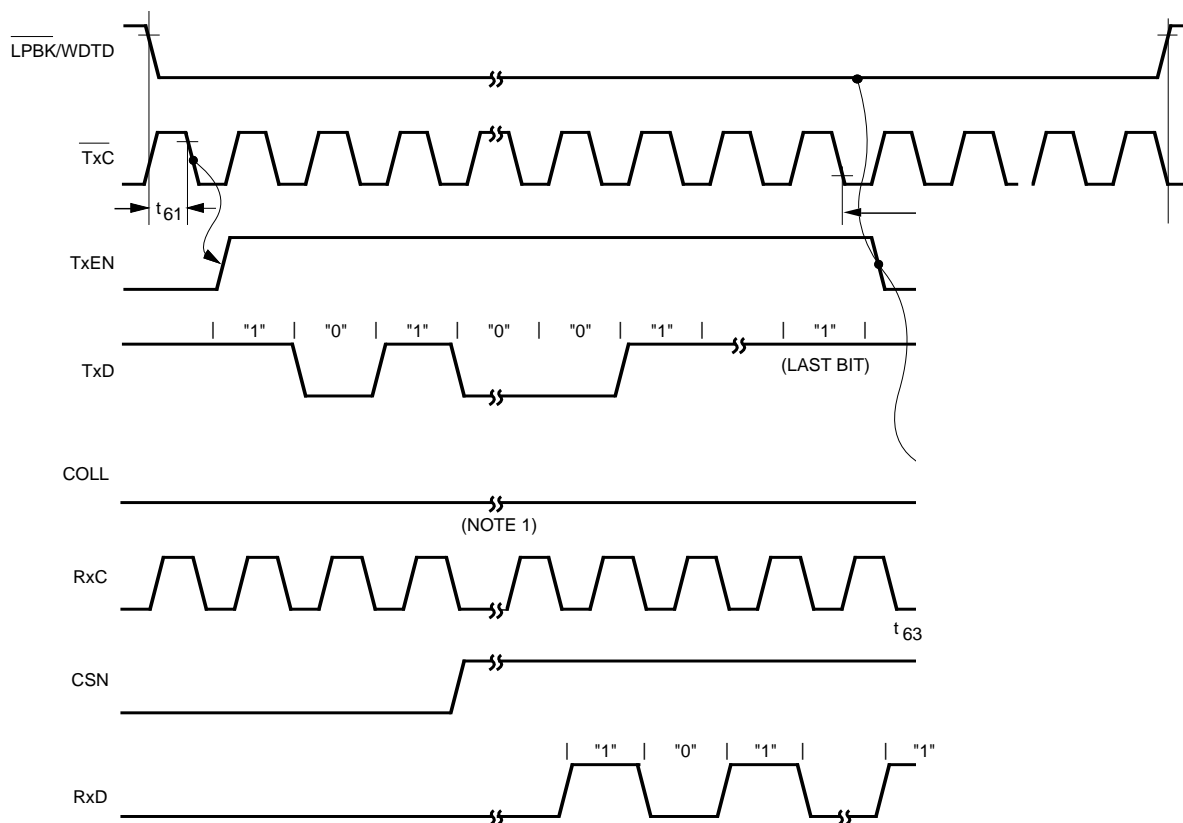 LPBK/WDTD
TxC
t61
TxEN
| "1" | "0" | "1" | "0" | "0" | "1" | | "1" |
TxD
(LAST BIT)
COLL
(NOTE 1)
RxC
t63
CSN
| "1" | "0" | "1" | | "1"
RxD